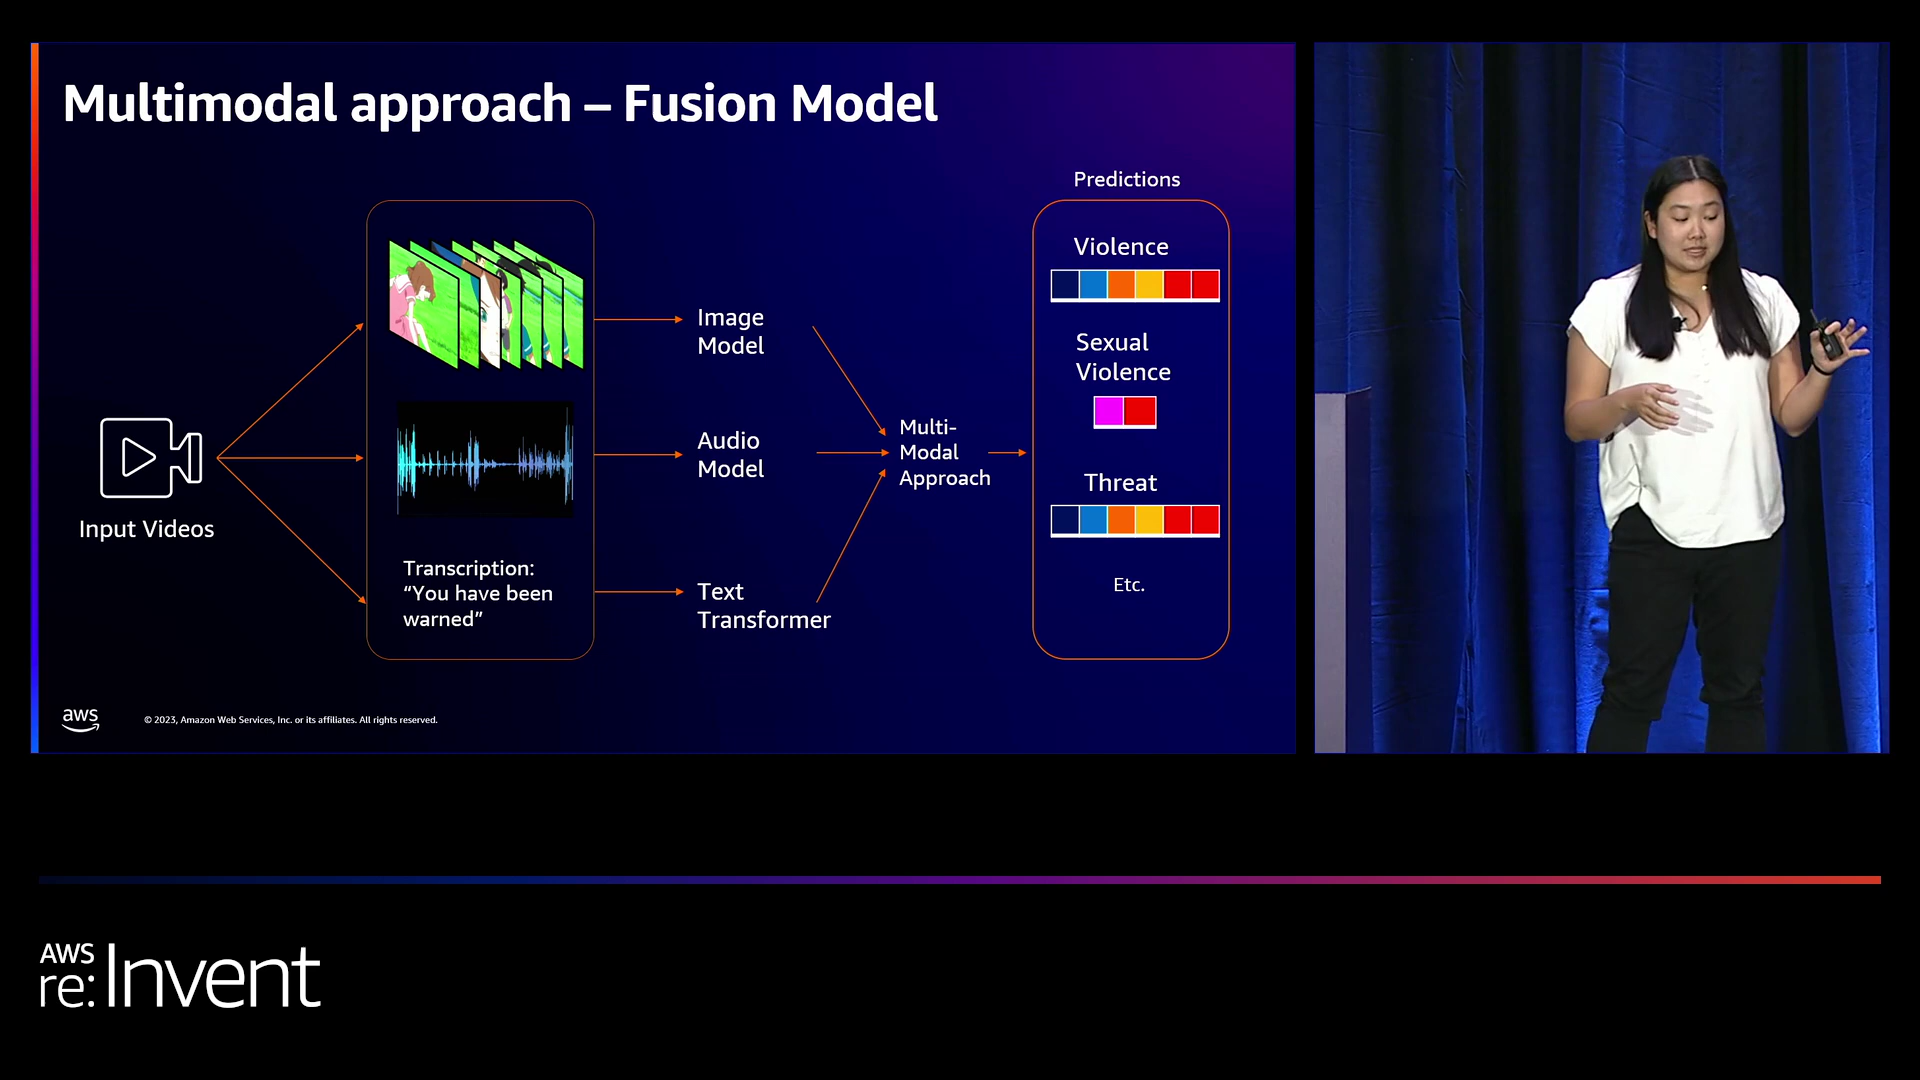 Multimodal approach – Fusion Model
Predictions
Violence
Image
Model
Sexual
Violence
Audio
Model
Multi-
Modal
Approach
Threat
Input Videos
Transcription:
“You have been
warned”
Text
Transformer
Etc.
aws
© 2023, Amazon Web Services, Inc. or its affiliates. All rights reserved.
AWS
re:Invent